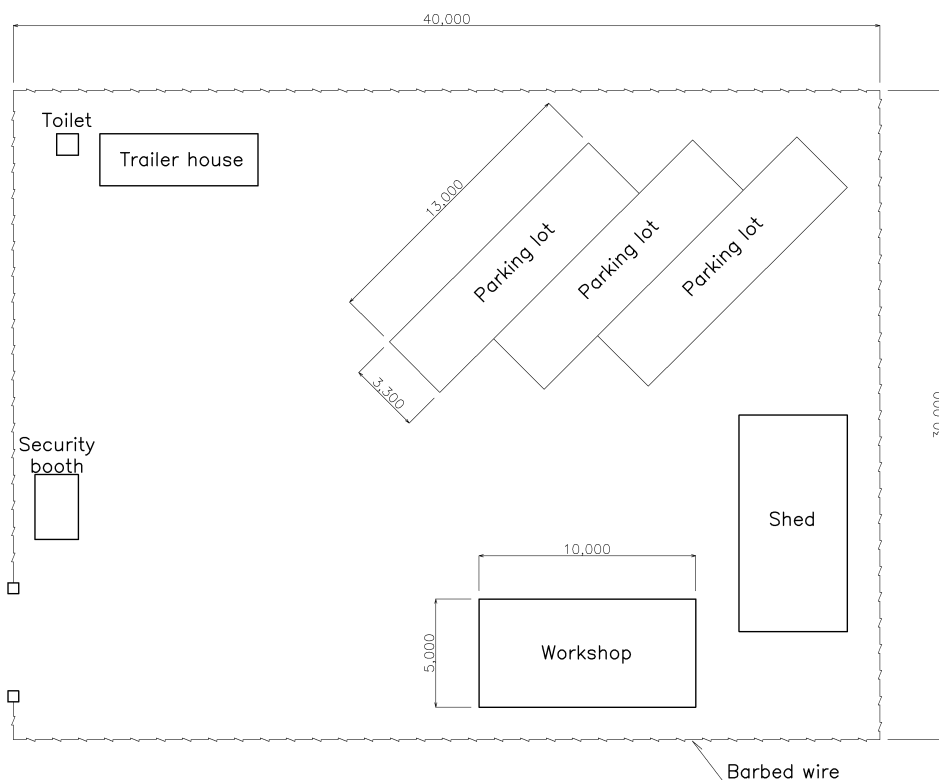 40,000
Toilet
Trailer house
13,000
Parking lot
Parking lot
Parking lot
3,300
Security
booth
Shed
10,000
5,000
Workshop
Barbed wire